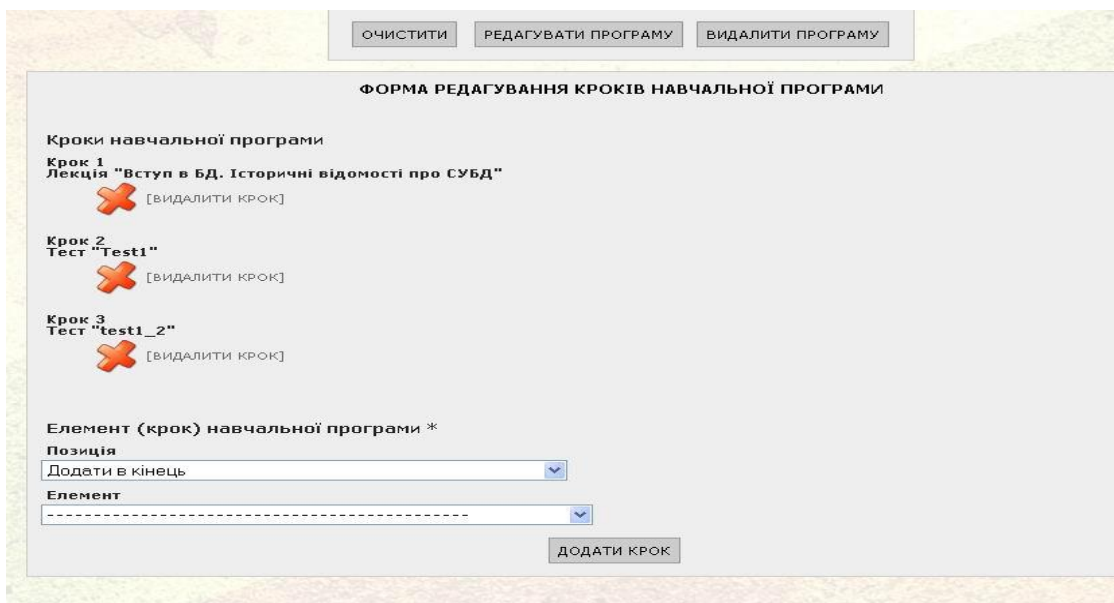 ОЧИСТИТИ РЕДАГУВАТИ ПРОГРАМУ ВИДАЛИТИ ПРОГРАМУ
ФОРМА РЕДАГУВАННЯ КРОКІВ НАВЧАЛЬНОЇ ПРОГРАМИ
Кроки навчальної програми
Крок 1
Лекція "Вступ в БД. Історичні відомості про СУБД"
[ВИДАЛИТИ КРОК]
Крок 2
Тест "Test1"
[ВИДАЛИТИ КРОК]
Крок 3
Тест "test1_2"
[ВИДАЛИТИ КРОК]
Елемент (крок) навчальної програми *
Позиція
Додати в кінець
Елемент
---------------------------------------------
ДОДАТИ КРОК